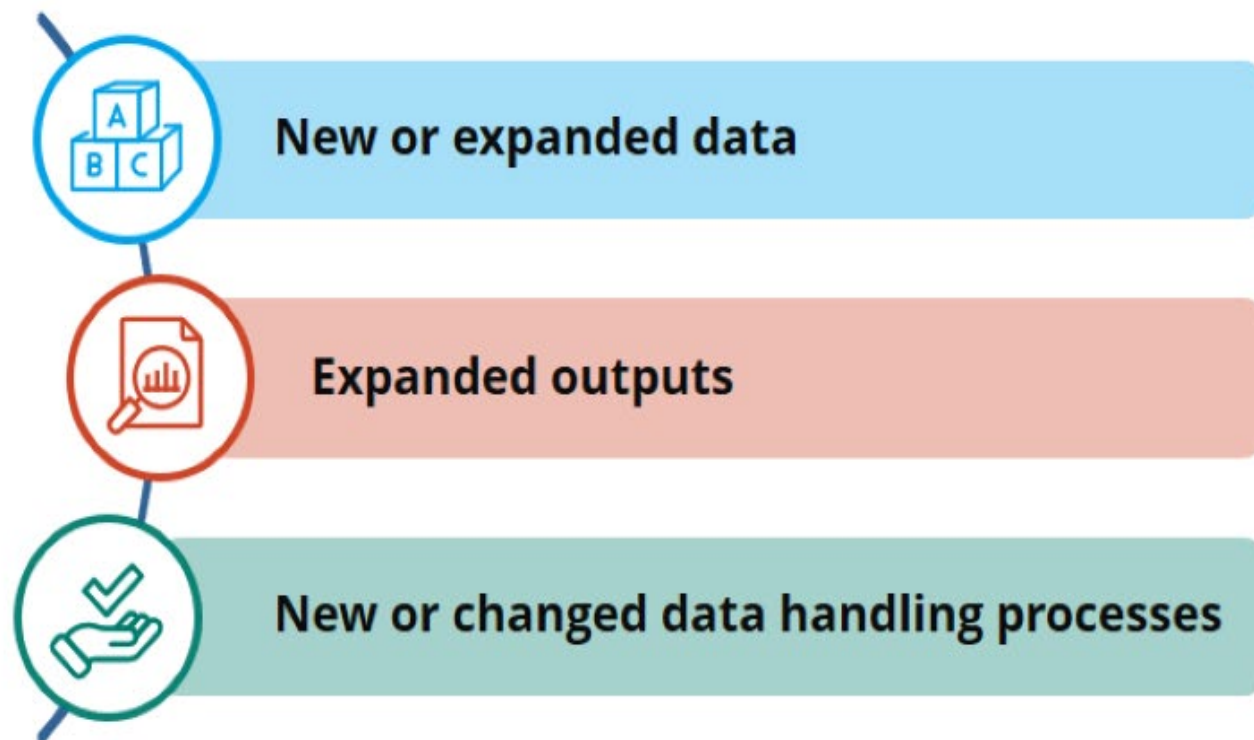 A
B C
New or expanded data
Expanded outputs
New or changed data handling processes